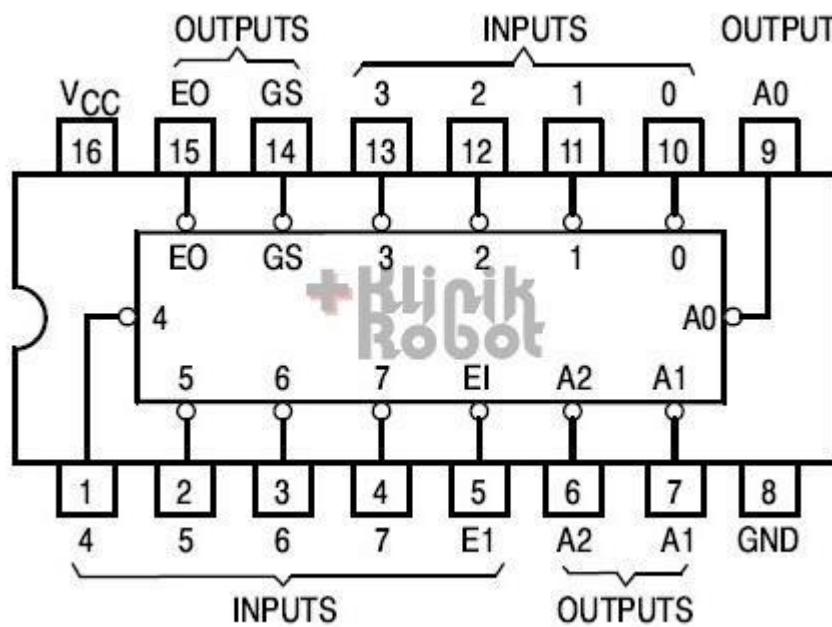 OUTPUTS INPUTS OUTPUT
VCC EO GS 3 2 1 0 A0
16 15 14 13 12 11 10 9
EO GS 3 2 1 0
+Klinik
Robot
4 A0
5 6 7 EI A2 A1
1 2 3 4 5 6 7 8
4 5 6 7 E1 A2 A1 GND
INPUTS OUTPUTS